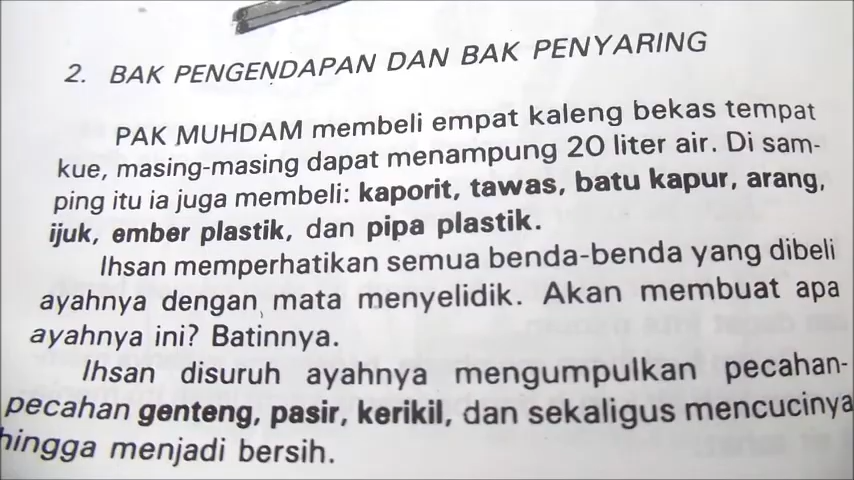 2. BAK PENGENDAPAN DAN BAK PENYARING
PAK MUHDAM membeli empat kaleng bekas tempat
kue, masing-masing dapat menampung 20 liter air. Di sam-
ping itu ia juga membeli: kaporit, tawas, batu kapur, arang,
ijuk, ember plastik, dan pipa plastik.
Ihsan memperhatikan semua benda-benda yang dibeli
ayahnya dengan mata menyelidik. Akan membuat apa
ayahnya ini? Batinnya.
Ihsan disuruh ayahnya mengumpulkan pecahan-
pecahan genteng, pasir, kerikil, dan sekaligus mencucinya
hingga menjadi bersih.